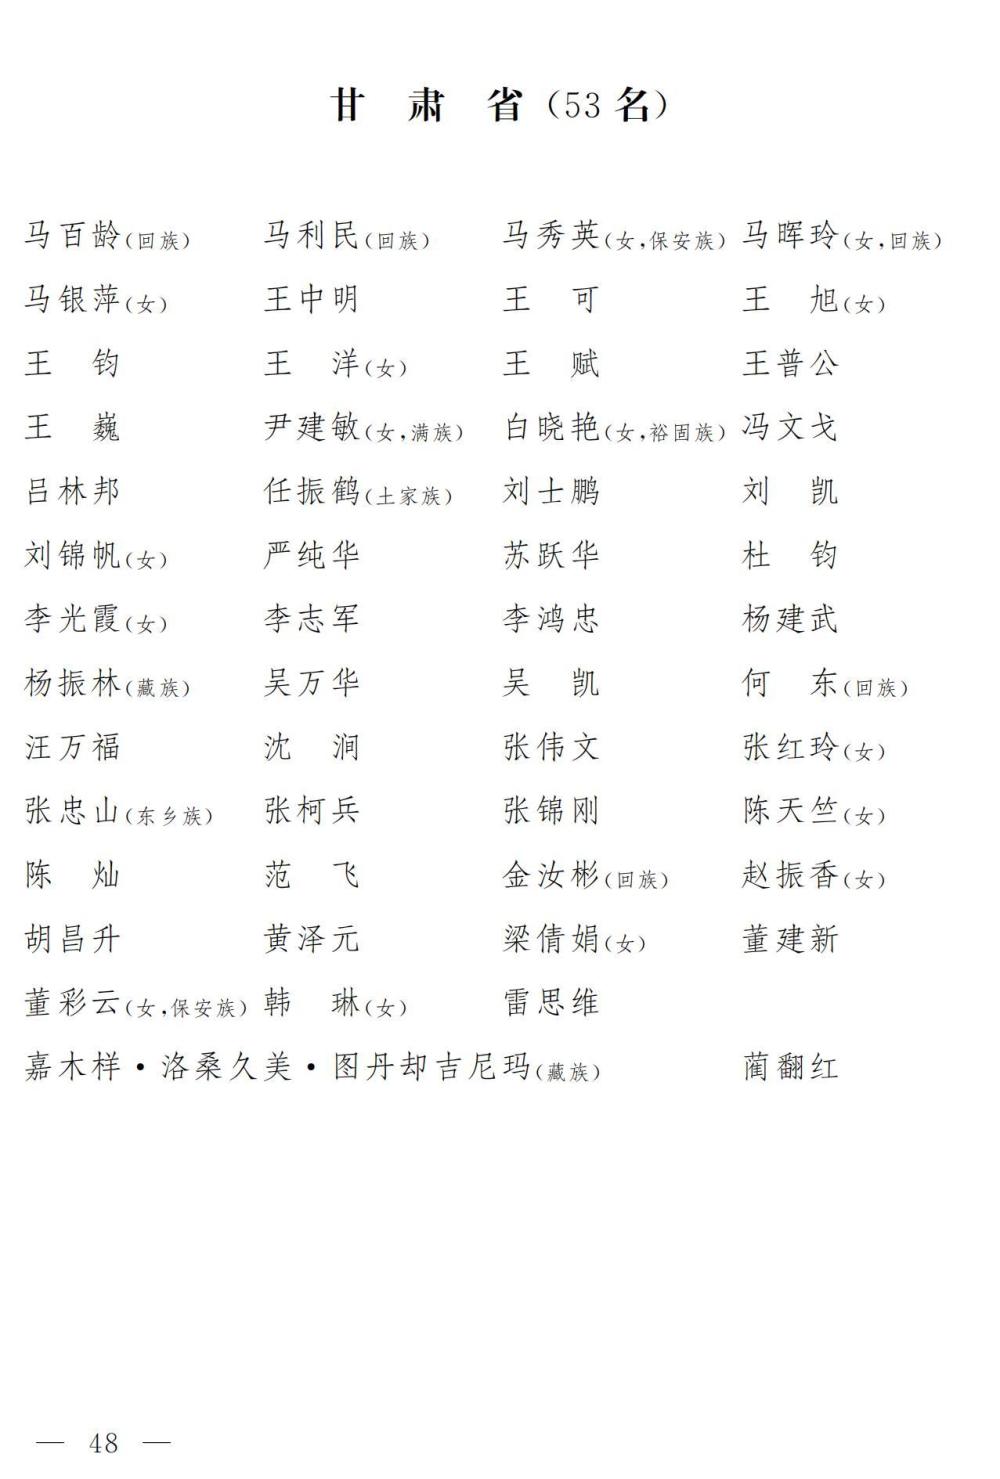 甘 肃 省（53 名）
马百龄（回族） 马利民（回族） 马秀英（女，保安族） 马晖玲（女，回族）
马银萍（女） 王中明 王 可 王 旭（女）
王 钧 王 洋（女） 王 赋 王普公
王 巍 尹建敏（女，满族） 白晓艳（女，裕固族） 冯文戈
吕林邦 任振鹤（土家族） 刘士鹏 刘 凯
刘锦帆（女） 严纯华 苏跃华 杜 钧
李光霞（女） 李志军 李鸿忠 杨建武
杨振林（藏族） 吴万华 吴 凯 何 东（回族）
汪万福 沈 涧 张伟文 张红玲（女）
张忠山（东乡族） 张柯兵 张锦刚 陈天竺（女）
陈 灿 范 飞 金汝彬（回族） 赵振香（女）
胡昌升 黄泽元 梁倩娟（女） 董建新
董彩云（女，保安族） 韩 琳（女） 雷思维
嘉木样·洛桑久美·图丹却吉尼玛（藏族） 蔺翻红
— 48 —